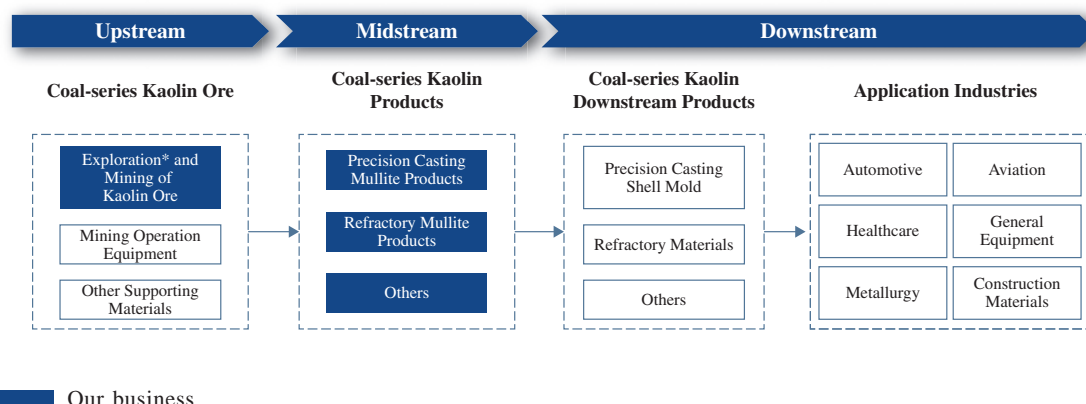 Upstream
Midstream
Downstream
Coal-series Kaolin Ore
Coal-series Kaolin
Products
Coal-series Kaolin
Downstream Products
Application Industries
Exploration* and
Mining of
Kaolin Ore
Mining Operation
Equipment
Other Supporting
Materials
Precision Casting
Mullite Products
Refractory Mullite
Products
Others
Precision Casting
Shell Mold
Refractory Materials
Others
Automotive
Aviation
Healthcare
General
Equipment
Metallurgy
Construction
Materials
Our business